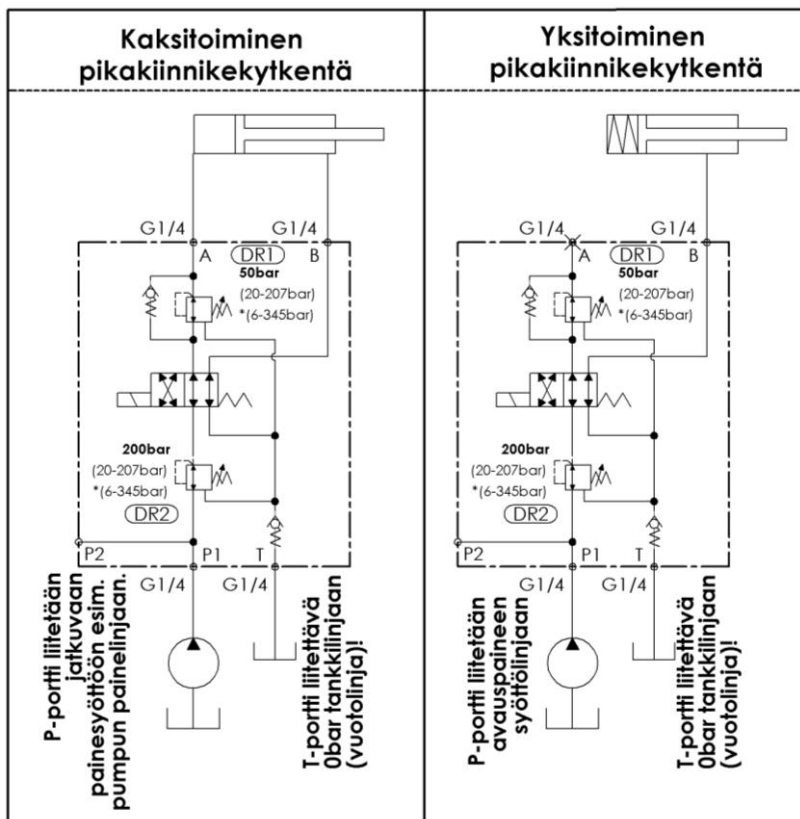 Kaksitoiminen
pikakiinnikekytkentä
G1/4
G1/4
A
DR1
B
50bar
(20-207bar)
*(6-345bar)
200bar
(20-207bar)
*(6-345bar)
DR2
P2
P1
T
G1/4
G1/4
P-portti liitetään
jatkuvaan
painesyöttöön esim.
pumpun painelinjaan.
T-portti liitettävä
0bar tankkilinjaan
(vuotolinja)!
Yksitoiminen
pikakiinnikekytkentä
G1/4
G1/4
A
DR1
B
50bar
(20-207bar)
*(6-345bar)
200bar
(20-207bar)
*(6-345bar)
DR2
P2
P1
T
G1/4
G1/4
P-portti liitetään
avauspaineen
syöttölinjaan
T-portti liitettävä
0bar tankkilinjaan
(vuotolinja)!